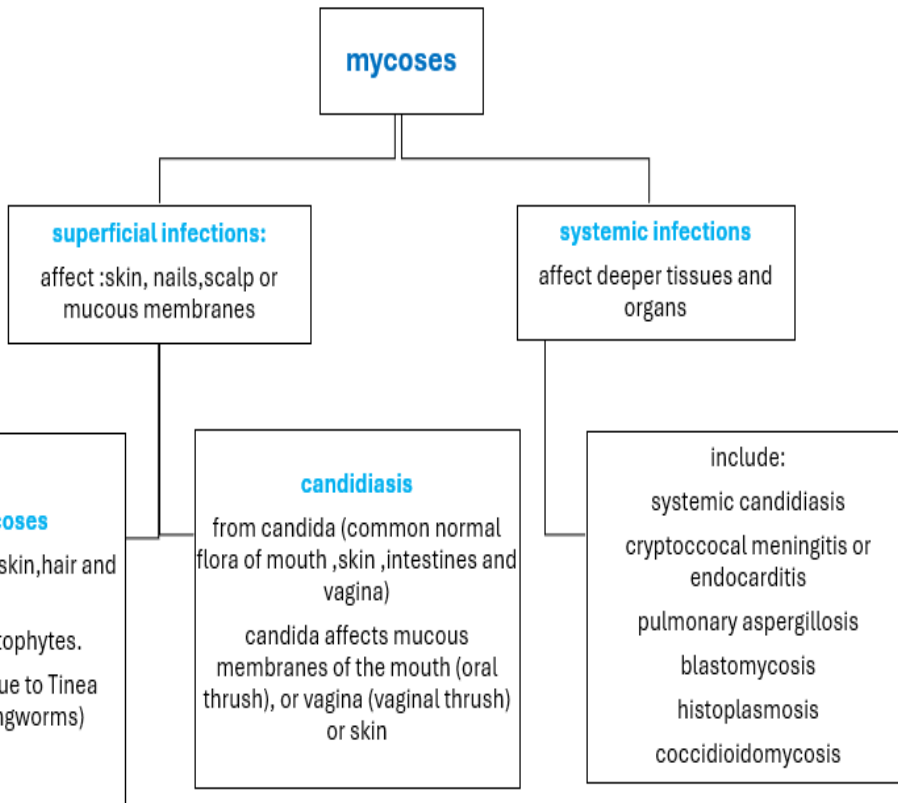 mycoses
superficial infections:
affect :skin, nails,scalp or
mucous membranes
systemic infections
affect deeper tissues and
organs
skin,hair and
ue to Tinea
candidiasis
from candida (common normal
flora of mouth ,skin ,intestines and
vagina)
candida affects mucous
membranes of the mouth (oral
thrush), or vagina (vaginal thrush)
or skin
include:
systemic candidiasis
cryptoccocal meningitis or
endocarditis
pulmonary aspergillosis
blastomycosis
histoplasmosis
coccidioidomycosis